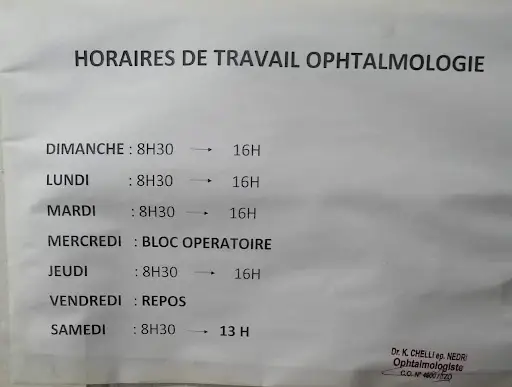 HORAIRES DE TRAVAIL OPHTALMOLOGIE
DIMANCHE : 8H30 → 16H
LUNDI : 8H30 → 16H
MARDI : 8H30 → 16H
MERCREDI : BLOC OPERATOIRE
JEUDI : 8H30 → 16H
VENDREDI : REPOS
SAMEDI : 8H30 → 13 H
Dr. K. CHELLI ep. NEDRI
Ophtalmologiste
C.O. N°